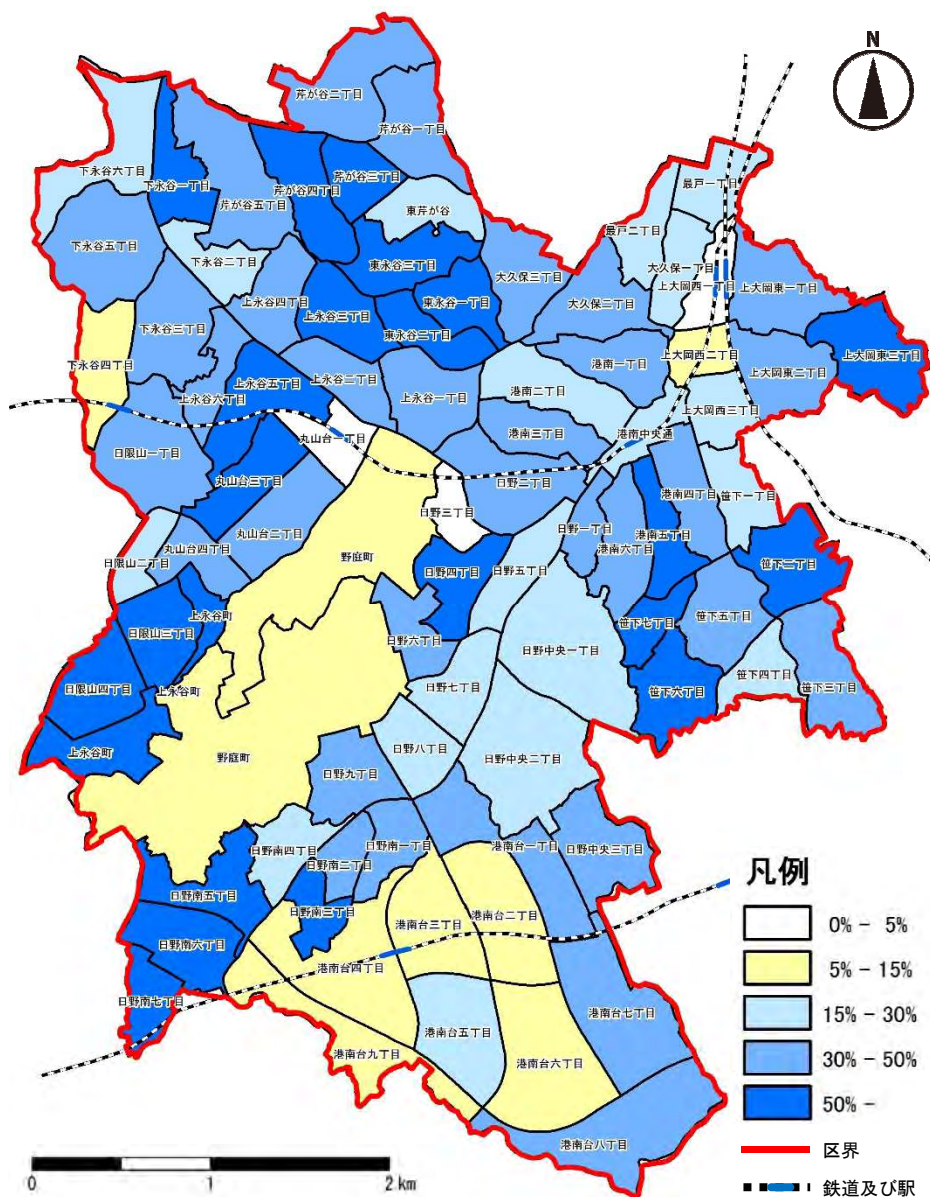 N
芹が谷二丁目
芹が谷一丁目
下永谷六丁目
下永谷一丁目
芹が谷五丁目
芹が谷四丁目
芹が谷三丁目
東芹が谷
最戸一丁目
最戸二丁目
下永谷五丁目
下永谷二丁目
東永谷三丁目
大久保三丁目
大久保一丁目
上大岡西一丁目
上大岡東一丁目
上永谷四丁目
上永谷三丁目
東永谷一丁目
東永谷二丁目
大久保二丁目
下永谷三丁目
下永谷四丁目
上大岡西二丁目
上大岡東三丁目
上大岡東二丁目
港南一丁目
上永谷五丁目
上永谷二丁目
上永谷六丁目
上永谷一丁目
港南二丁目
上大岡西三丁目
丸山台一丁目
港南三丁目
港南中央通
日限山一丁目
丸山台三丁目
日野三丁目
日野二丁目
港南四丁目
笹下一丁目
丸山台二丁目
丸山台四丁目
日限山二丁目
野庭町
日野四丁目
日野五丁目
日野一丁目
港南六丁目
港南五丁目
笹下二丁目
日限山三丁目
上永谷町
日野六丁目
笹下七丁目
笹下五丁目
日野中央一丁目
日限山四丁目
上永谷町
日野七丁目
笹下六丁目
笹下四丁目
笹下三丁目
上永谷町
野庭町
日野八丁目
日野中央二丁目
日野九丁目
日野南四丁目
日野南二丁目
日野南一丁目
港南台一丁目
日野中央三丁目
日野南五丁目
日野南三丁目
港南台三丁目
港南台二丁目
日野南六丁目
港南台四丁目
日野南七丁目
港南台五丁目
港南台七丁目
港南台九丁目
港南台六丁目
港南台八丁目
凡例
0% - 5%
5% - 15%
15% - 30%
30% - 50%
50% -
区界
鉄道及び駅
0 1 2 km